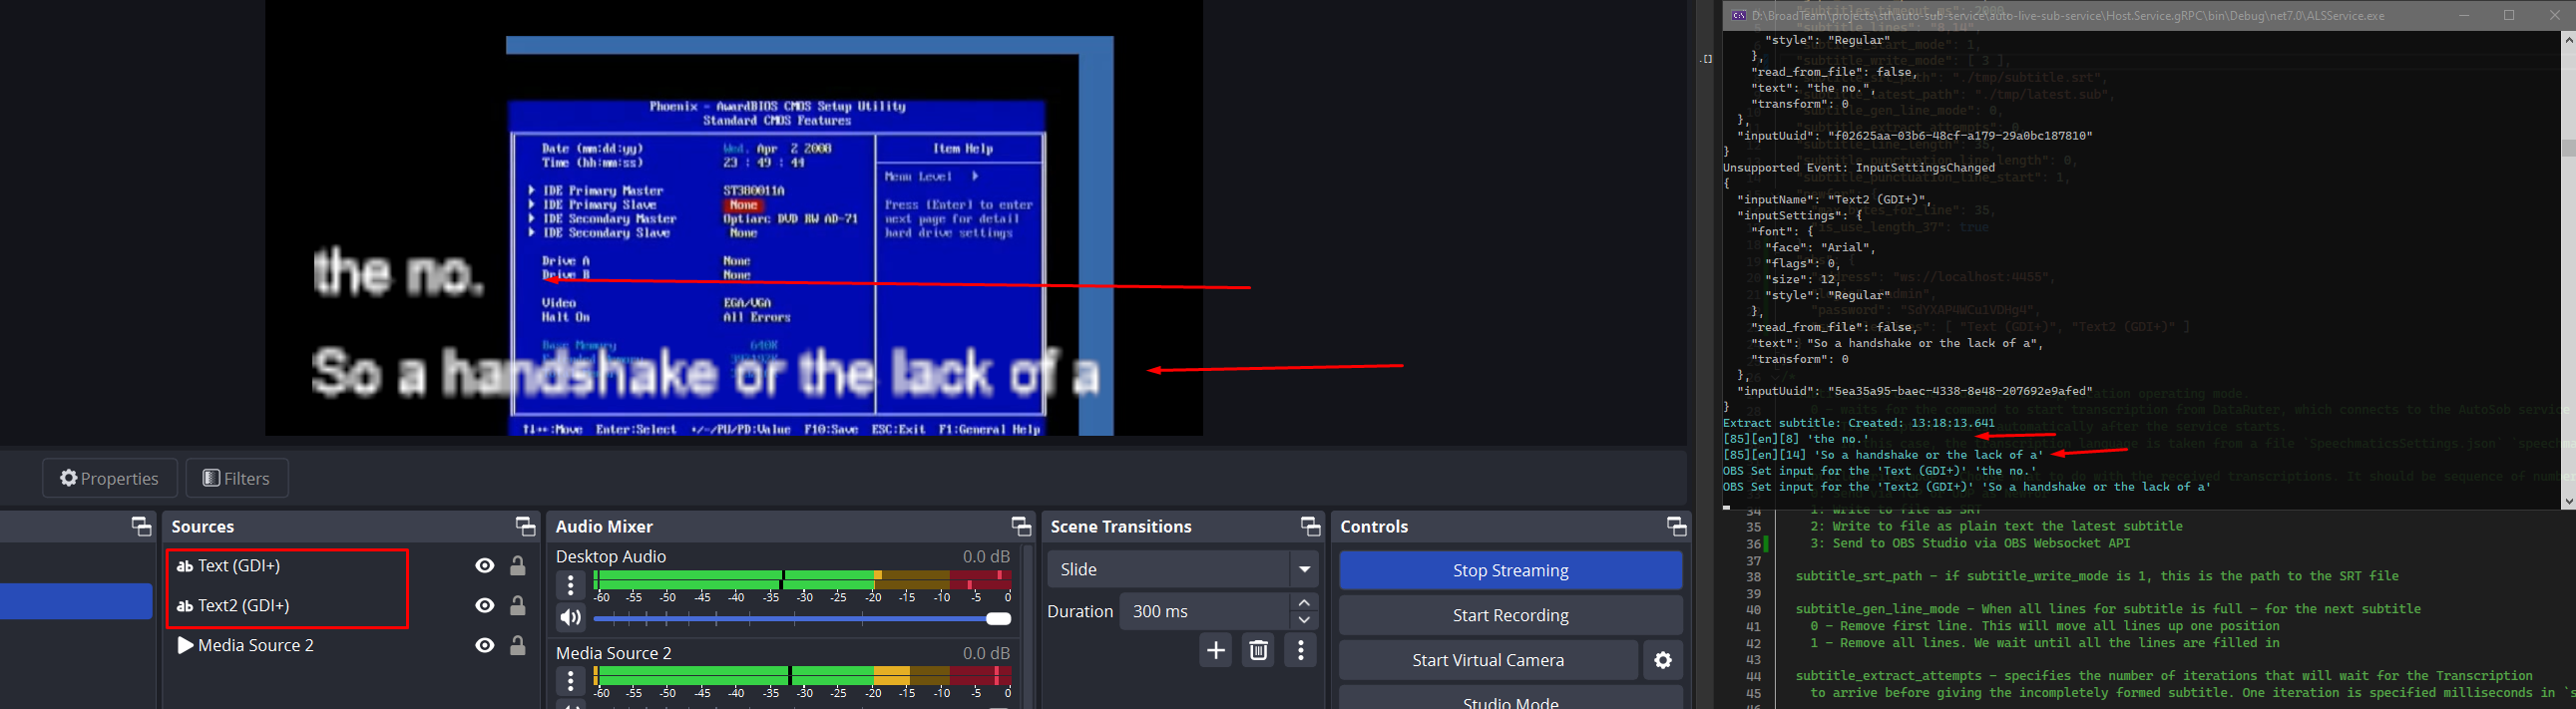 Phoenix - AwardBIOS CMOS Setup Utility
Standard CMOS Features
Date (mm:dd:yy) Wed, Apr 2 2008
Time (hh:mm:ss) 23 : 49 : 44
IDE Primary Master ST380011A
IDE Primary Slave None
IDE Secondary Master Optiarc DVD RW AD-71
IDE Secondary Slave None
Drive A None
Drive B None
Video EGA/VGA
Halt On All Errors
Base Memory 640K
Item Help
Menu Level
Press [Enter] to enter
next page for detail
hard drive settings
:Move Enter:Select +/-/PU/PD:Value F10:Save ESC:Exit F1:General Help
the no.
So a handshake or the lack of a
Properties
Filters
Sources
ab Text (GDI+)
ab Text2 (GDI+)
Media Source 2
Audio Mixer
Desktop Audio 0.0 dB
-60 -55 -50 -45 -40 -35 -30 -25 -20 -15 -10 -5 0
Media Source 2 0.0 dB
-60 -55 -50 -45 -40 -35 -30 -25 -20 -15 -10 -5 0
Scene Transitions
Slide
Duration 300 ms
Controls
Stop Streaming
Start Recording
Start Virtual Camera
Studio Mode
D:\BroadTeam\projects\stl\auto-sub-service\auto-live-sub-service\Host.Service.gRPC\bin\Debug\net7.0\ALSService.exe
"style": "Regular"
},
"read_from_file": false,
"text": "the no.",
"transform": 0
},
"inputUuid": "f02625aa-03b6-48cf-a179-29a0bc187810"
}
Unsupported Event: InputSettingsChanged
{
"inputName": "Text2 (GDI+)",
"inputSettings": {
"font": {
"face": "Arial",
"flags": 0,
"size": 12,
"style": "Regular"
},
"read_from_file": false,
"text": "So a handshake or the lack of a",
"transform": 0
},
"inputUuid": "5ea35a95-baec-4338-8e48-207692e9afed"
}
Extract subtitle: Created: 13:18:13.641
[85][en][8] 'the no.'
[85][en][14] 'So a handshake or the lack of a'
OBS Set input for the 'Text (GDI+)' 'the no.'
OBS Set input for the 'Text2 (GDI+)' 'So a handshake or the lack of a'
34 1: Write to file as SRT
35 2: Write to file as plain text the latest subtitle
36 3: Send to OBS Studio via OBS Websocket API
37
38 subtitle_srt_path - if subtitle_write_mode is 1, this is the path to the SRT file
39
40 subtitle_gen_line_mode - When all lines for subtitle is full - for the next subtitle
41 0 - Remove first line. This will move all lines up one position
42 1 - Remove all lines. We wait until all the lines are filled in
43
44 subtitle_extract_attempts - specifies the number of iterations that will wait for the Transcription
45 to arrive before giving the incompletely formed subtitle. One iteration is specified milliseconds in `s